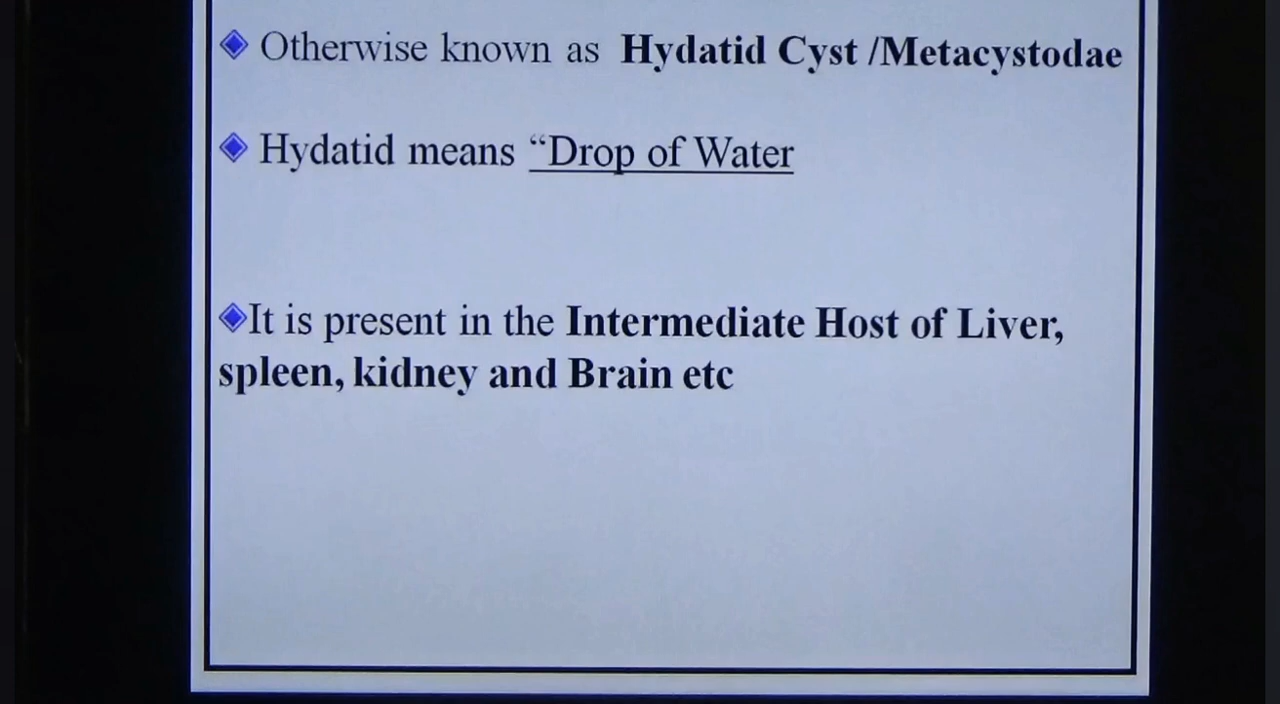 Otherwise known as Hydatid Cyst /Metacystodae
Hydatid means “Drop of Water
It is present in the Intermediate Host of Liver,
spleen, kidney and Brain etc